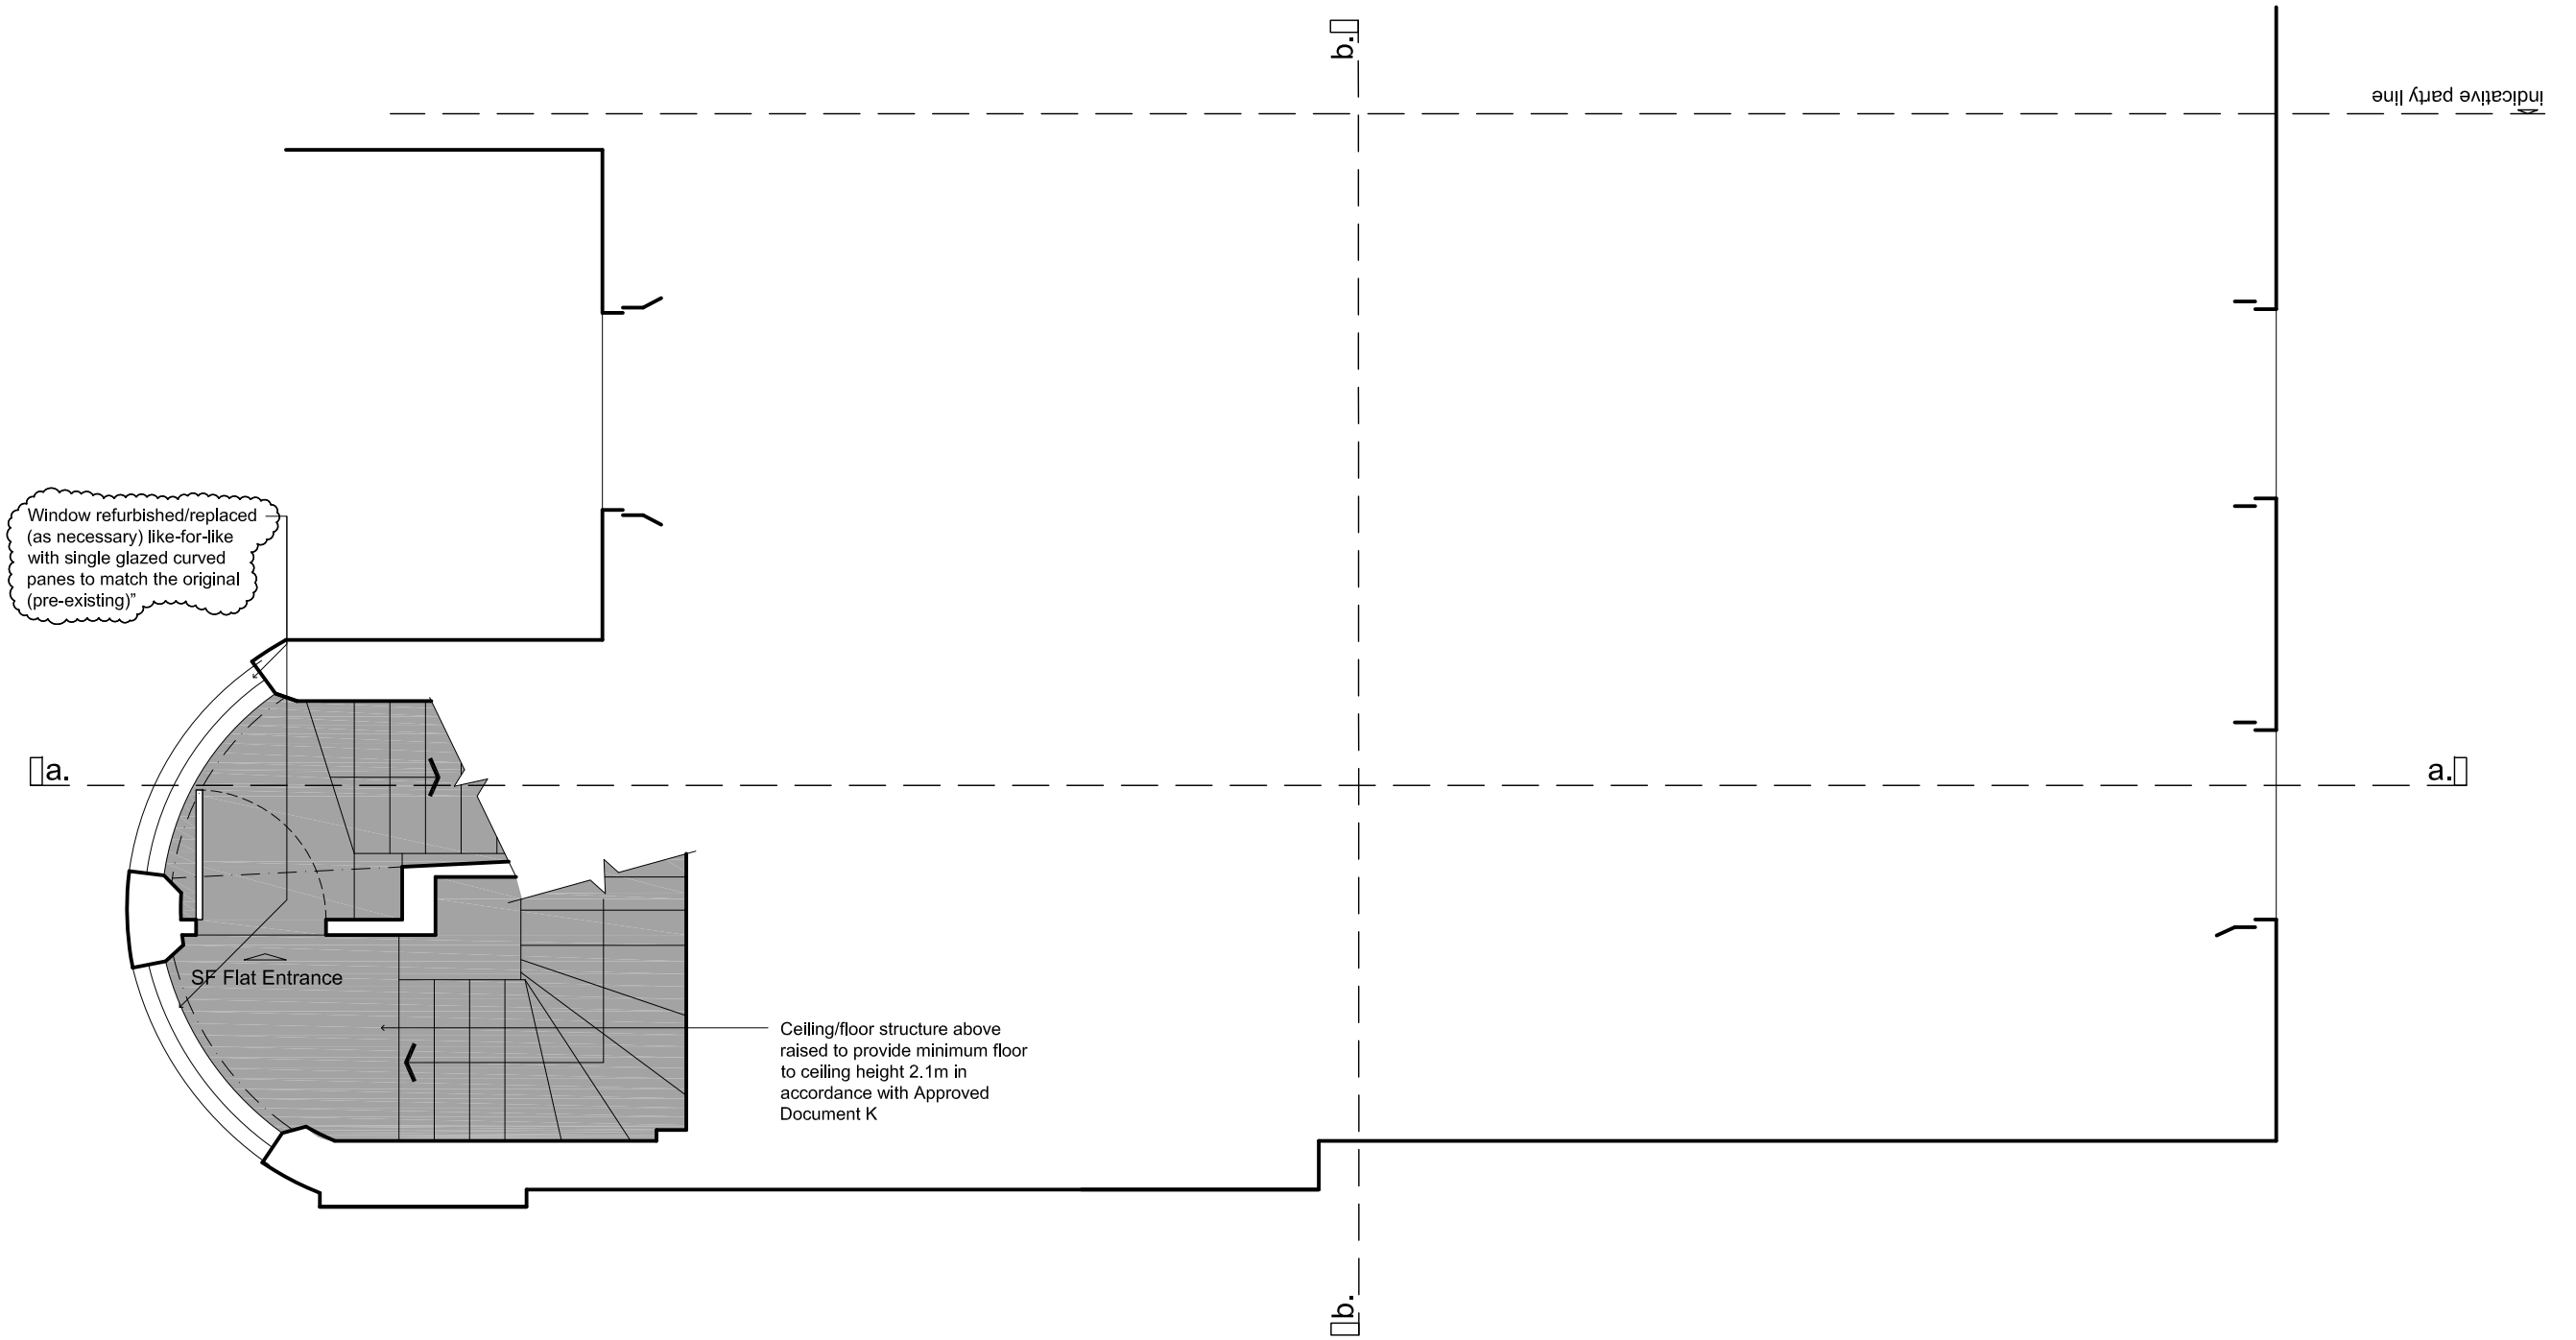 b.
indicative party line
Window refurbished/replaced
(as necessary) like-for-like
with single glazed curved
panes to match the original
(pre-existing)”
a.
a.
SF Flat Entrance
Ceiling/floor structure above
raised to provide minimum floor
to ceiling height 2.1m in
accordance with Approved
Document K
b.